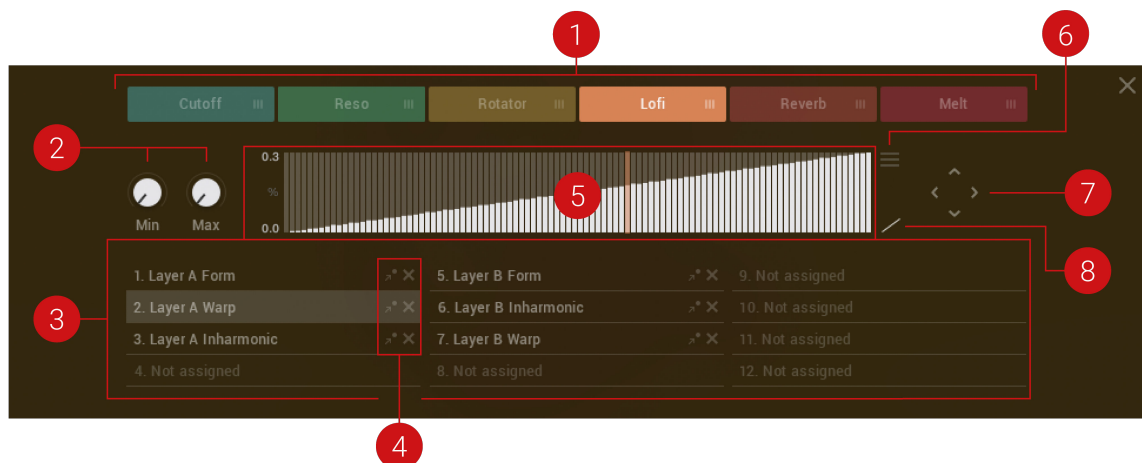 1
6
Cutoff Reso Rotator Lofi Reverb Melt
2
0.3
%
5
7
Min Max
0.0
8
1. Layer A Form
2. Layer A Warp
3. Layer A Inharmonic
4. Not assigned
5. Layer B Form
6. Layer B Inharmonic
7. Layer B Warp
8. Not assigned
9. Not assigned
10. Not assigned
11. Not assigned
12. Not assigned
3
4